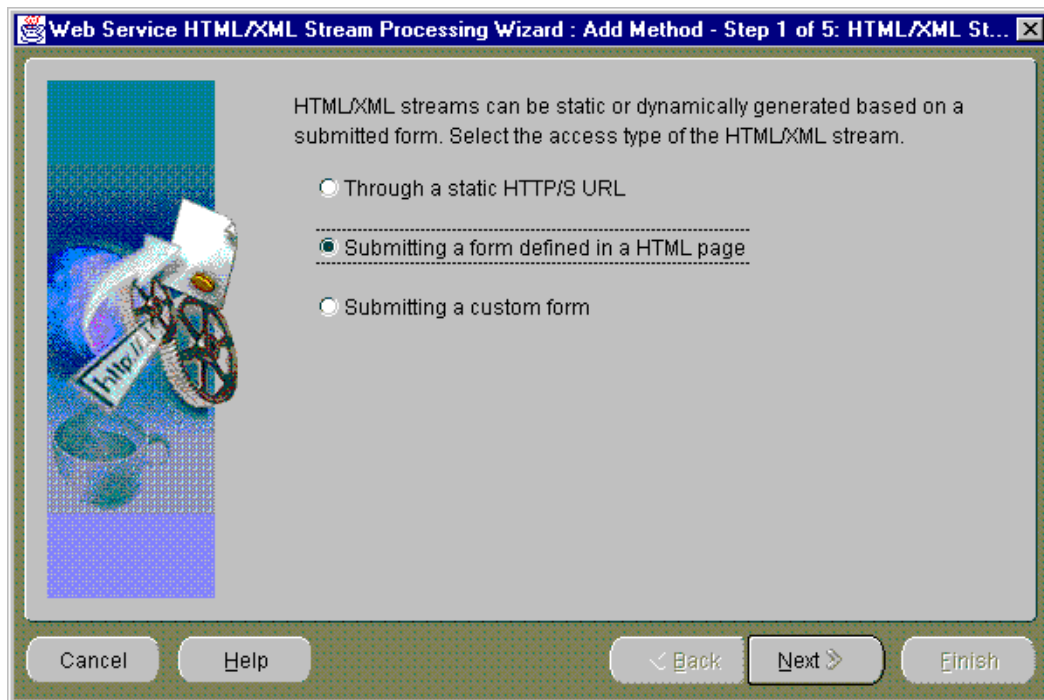 Web Service HTML/XML Stream Processing Wizard : Add Method - Step 1 of 5: HTML/XML St...
HTML/XML streams can be static or dynamically generated based on a
submitted form. Select the access type of the HTML/XML stream.
Through a static HTTP/S URL
Submitting a form defined in a HTML page
Submitting a custom form
http://
Cancel
Help
Back
Next
Finish